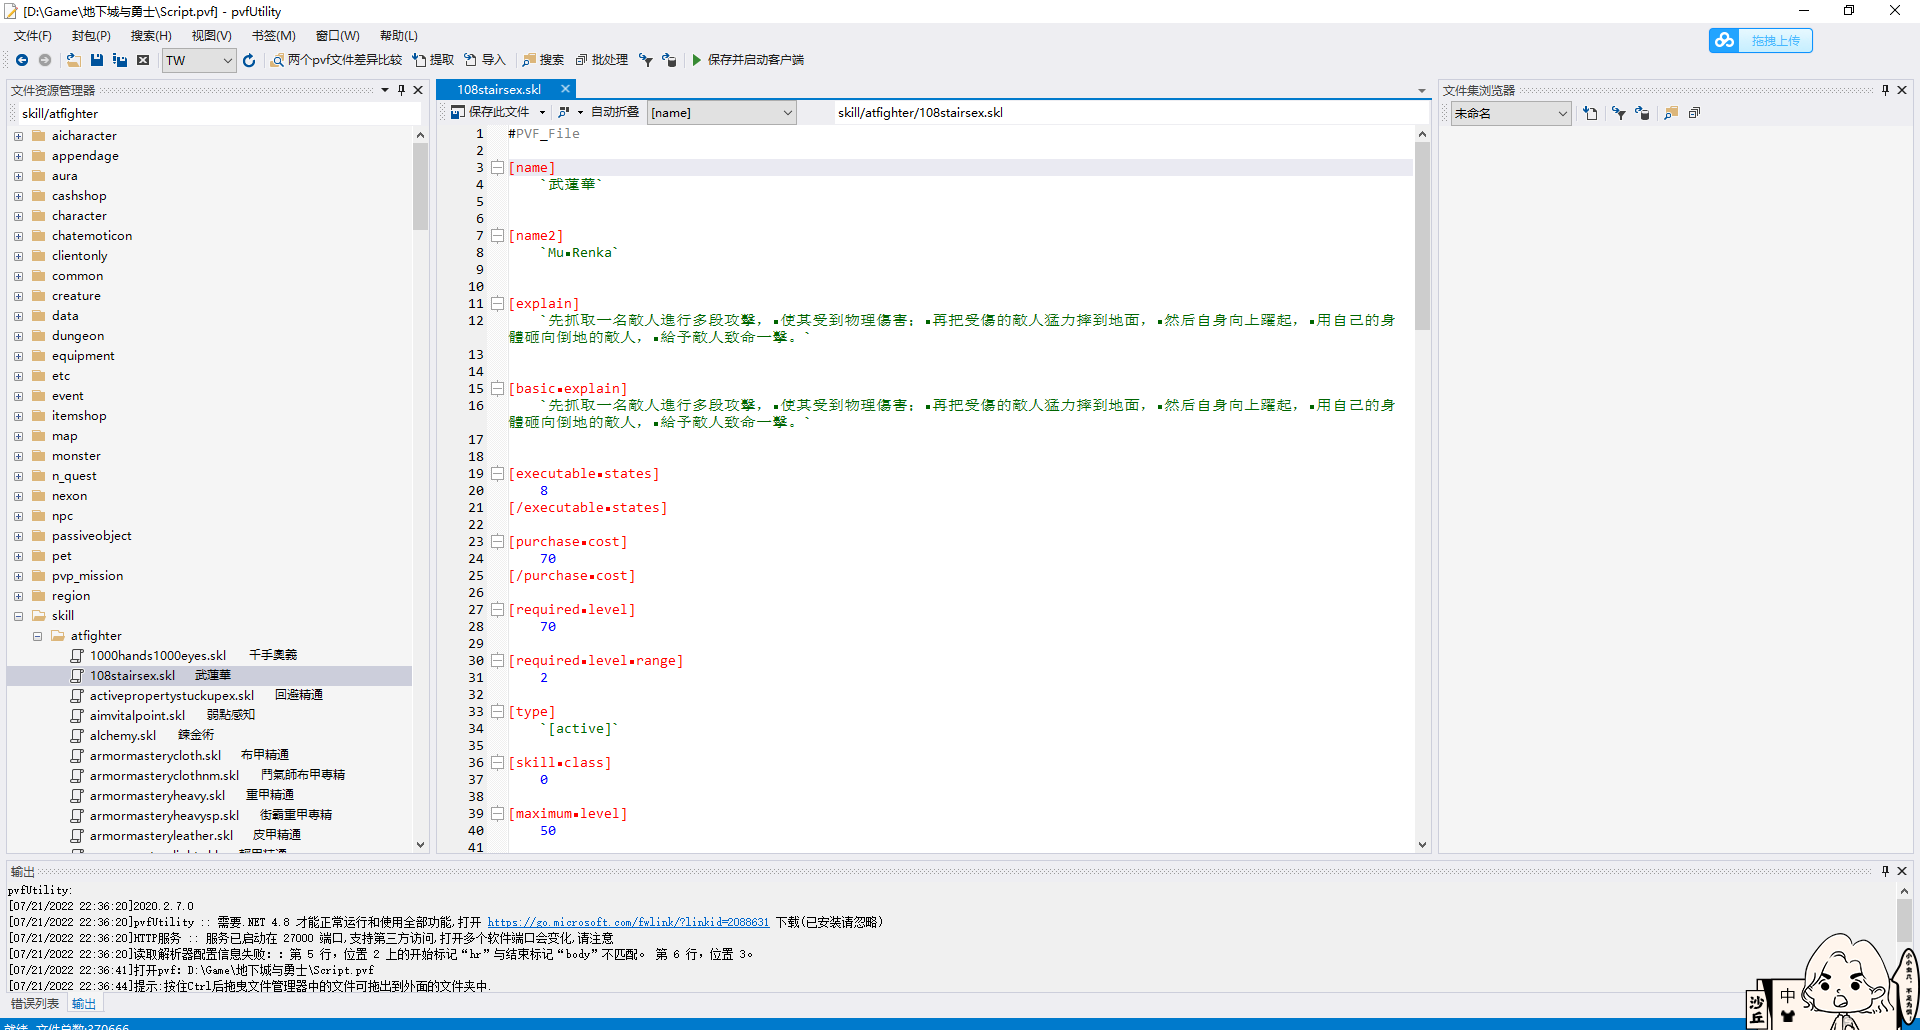 [D:\Game\地下城与勇士\Script.pvf] - pvfUtility
文件(F) 封包(P) 搜索(H) 视图(V) 书签(M) 窗口(W) 帮助(L)
拖拽上传
TW 两个pvf文件差异比较 提取 导入 搜索 批处理 保存并启动客户端
文件资源管理器
skill/atfighter
aicharacter
appendage
aura
cashshop
character
chatemoticon
clientonly
common
creature
data
dungeon
equipment
etc
event
itemshop
map
monster
n_quest
nexon
npc
passiveobject
pet
pvp_mission
region
skill
atfighter
1000hands1000eyes.skl 千手奧義
108stairsex.skl 武蓮華
activepropertystuckupex.skl 回避精通
aimvitalpoint.skl 弱點感知
alchemy.skl 鍊金術
armormasterycloth.skl 布甲精通
armormasteryclothnm.skl 鬥氣師布甲專精
armormasteryheavy.skl 重甲精通
armormasteryheavysp.skl 街霸重甲專精
armormasteryleather.skl 皮甲精通
108stairsex.skl
保存此文件 自动折叠 [name] skill/atfighter/108stairsex.skl
1 #PVF_File
2
3 [name]
4 `武蓮華`
5
6
7 [name2]
8 `Mu Renka`
9
10
11 [explain]
12 `先抓取一名敵人進行多段攻擊， 使其受到物理傷害； 再把受傷的敵人猛力摔到地面， 然后自身向上躍起， 用自己的身
體砸向倒地的敵人， 給予敵人致命一擊。`
13
14
15 [basic explain]
16 `先抓取一名敵人進行多段攻擊， 使其受到物理傷害； 再把受傷的敵人猛力摔到地面， 然后自身向上躍起， 用自己的身
體砸向倒地的敵人， 給予敵人致命一擊。`
17
18
19 [executable states]
20 8
21 [/executable states]
22
23 [purchase cost]
24 70
25 [/purchase cost]
26
27 [required level]
28 70
29
30 [required level range]
31 2
32
33 [type]
34 `[active]`
35
36 [skill class]
37 0
38
39 [maximum level]
40 50
41
文件集浏览器
未命名
输出
pvfUtility:
[07/21/2022 22:36:20]2020.2.7.0
[07/21/2022 22:36:20]pvfUtility :: 需要.NET 4.8 才能正常运行和使用全部功能,打开 https://go.microsoft.com/fwlink/?linkid=2088631 下载(已安装请忽略)
[07/21/2022 22:36:20]HTTP服务 :: 服务已启动在 27000 端口,支持第三方访问,打开多个软件端口会变化,请注意
[07/21/2022 22:36:20]读取解析器配置信息失败：: 第 5 行，位置 2 上的开始标记“hr”与结束标记“body”不匹配。 第 6 行，位置 3。
[07/21/2022 22:36:41]打开pvf: D:\Game\地下城与勇士\Script.pvf
[07/21/2022 22:36:44]提示:按住Ctrl后拖曳文件管理器中的文件可拖出到外面的文件夹中.
错误列表 输出
就绪 文件总数:370666
沙丘
中